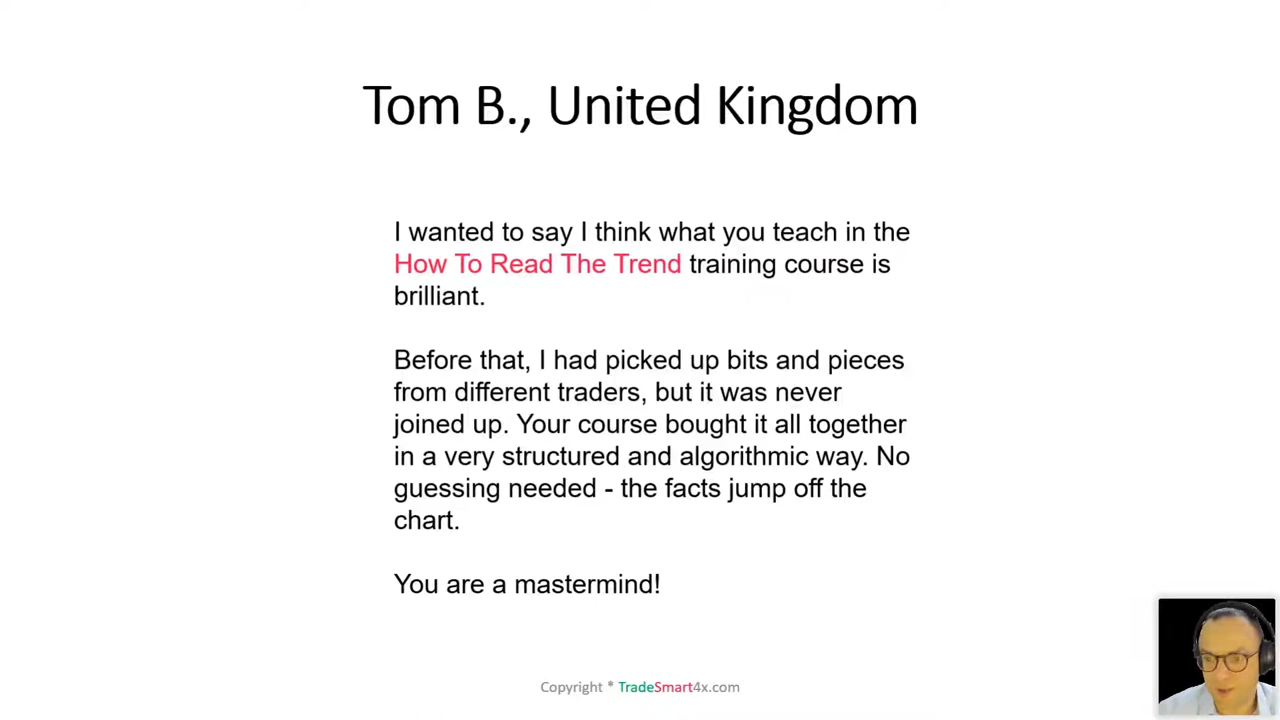 Tom B., United Kingdom
I wanted to say I think what you teach in the
How To Read The Trend training course is
brilliant.
Before that, I had picked up bits and pieces
from different traders, but it was never
joined up. Your course bought it all together
in a very structured and algorithmic way. No
guessing needed - the facts jump off the
chart.
You are a mastermind!
Copyright * TradeSmart4x.com